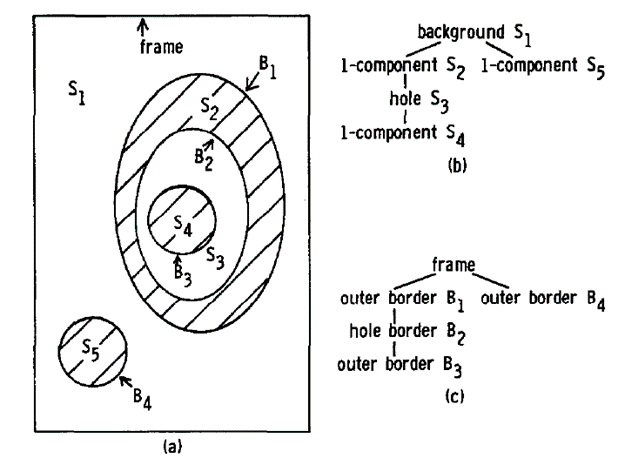 frame
S1
B1
S2
B2
S4
S3
B3
S5
B4
(a)
background S1
1-component S2 1-component S5
hole S3
1-component S4
(b)
frame
outer border B1 outer border B4
hole border B2
outer border B3
(c)